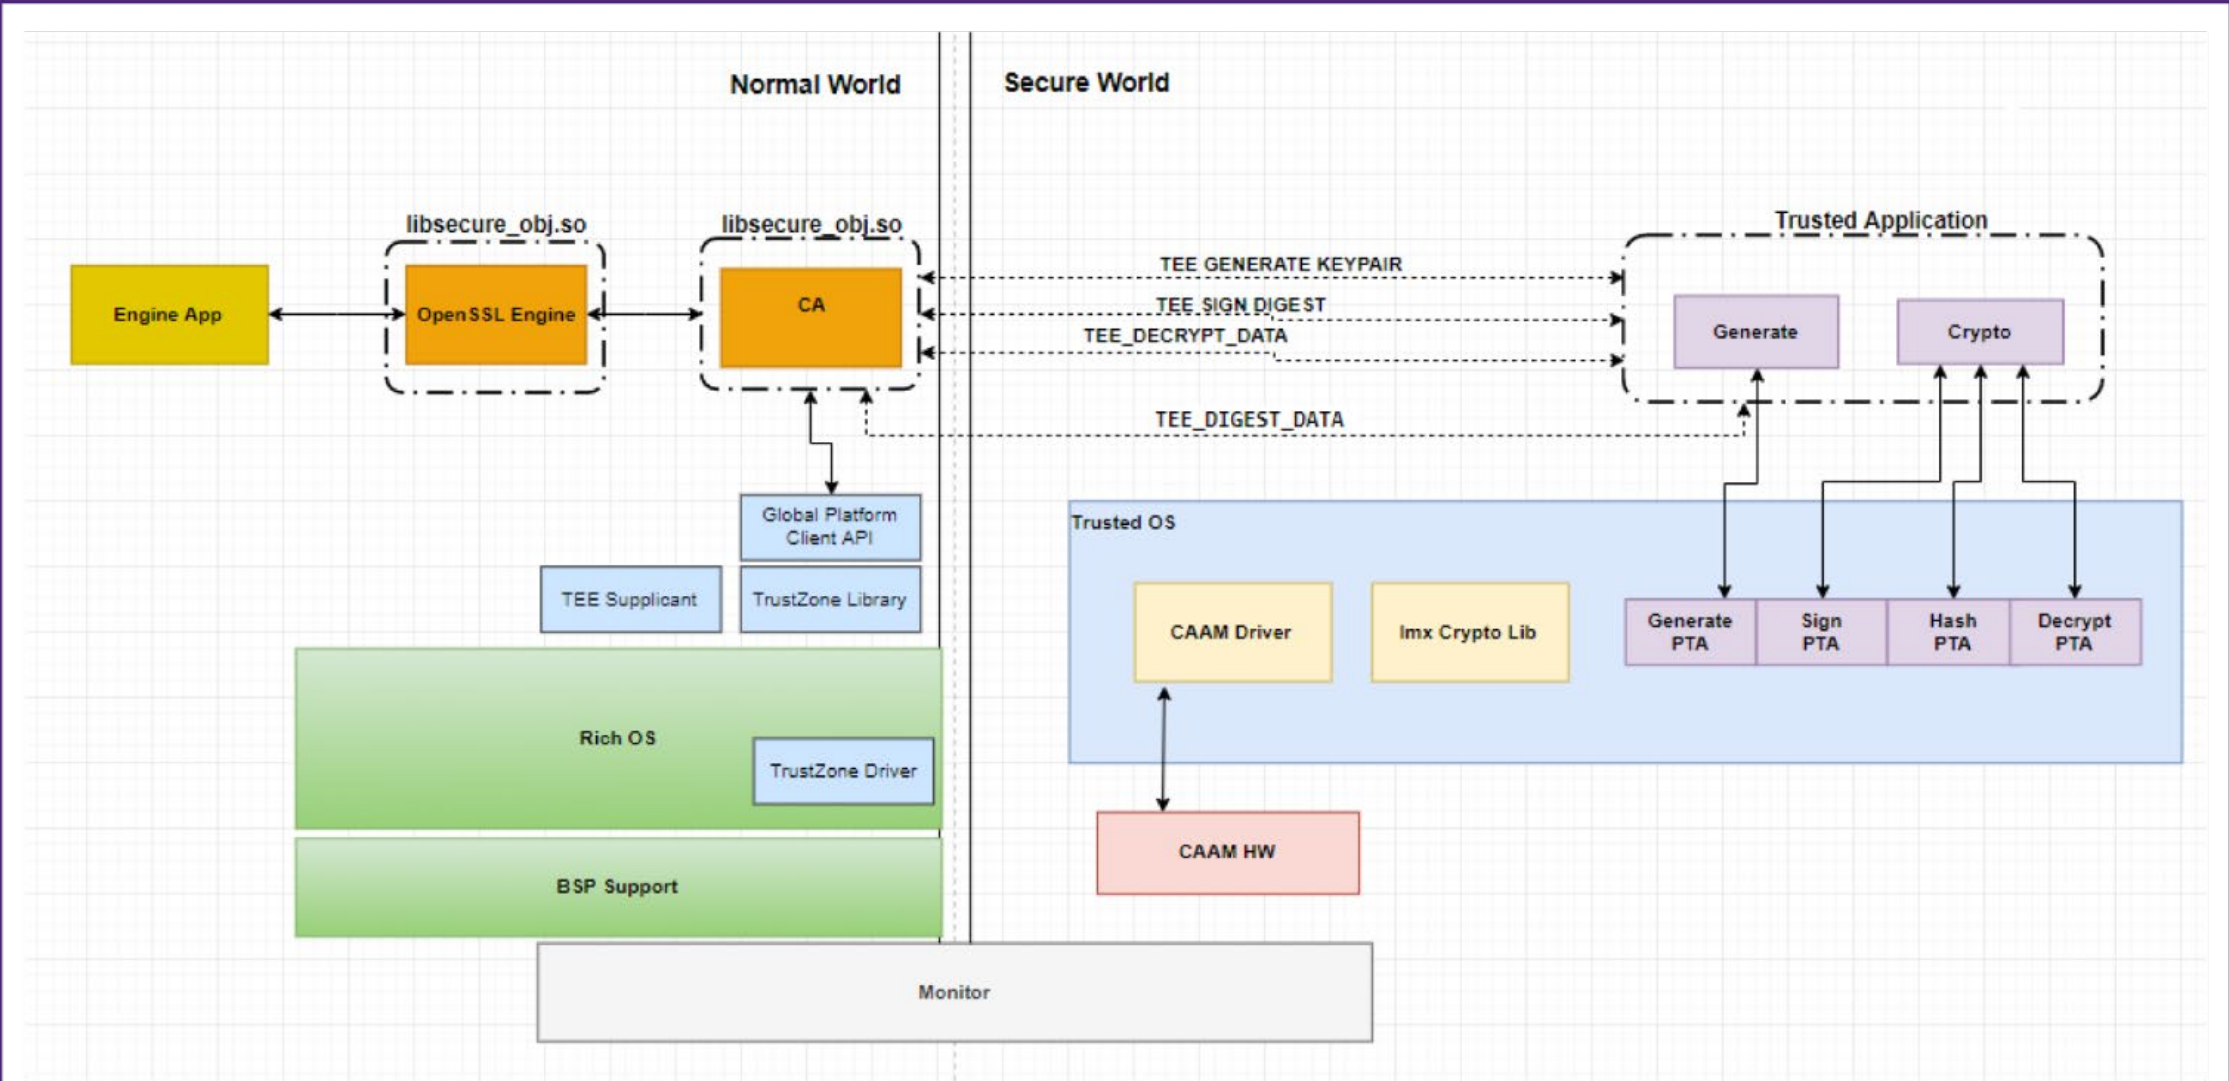 Normal World
Secure World
libsecure_obj.so
libsecure_obj.so
Trusted Application
Engine App
OpenSSL Engine
CA
TEE GENERATE KEYPAIR
TEE SIGN DIGEST
TEE_DECRYPT_DATA
TEE_DIGEST_DATA
Generate
Crypto
Global Platform
Client API
TEE Supplicant
TrustZone Library
Trusted OS
CAAM Driver
Imx Crypto Lib
Generate
PTA
Sign
PTA
Hash
PTA
Decrypt
PTA
Rich OS
TrustZone Driver
CAAM HW
BSP Support
Monitor